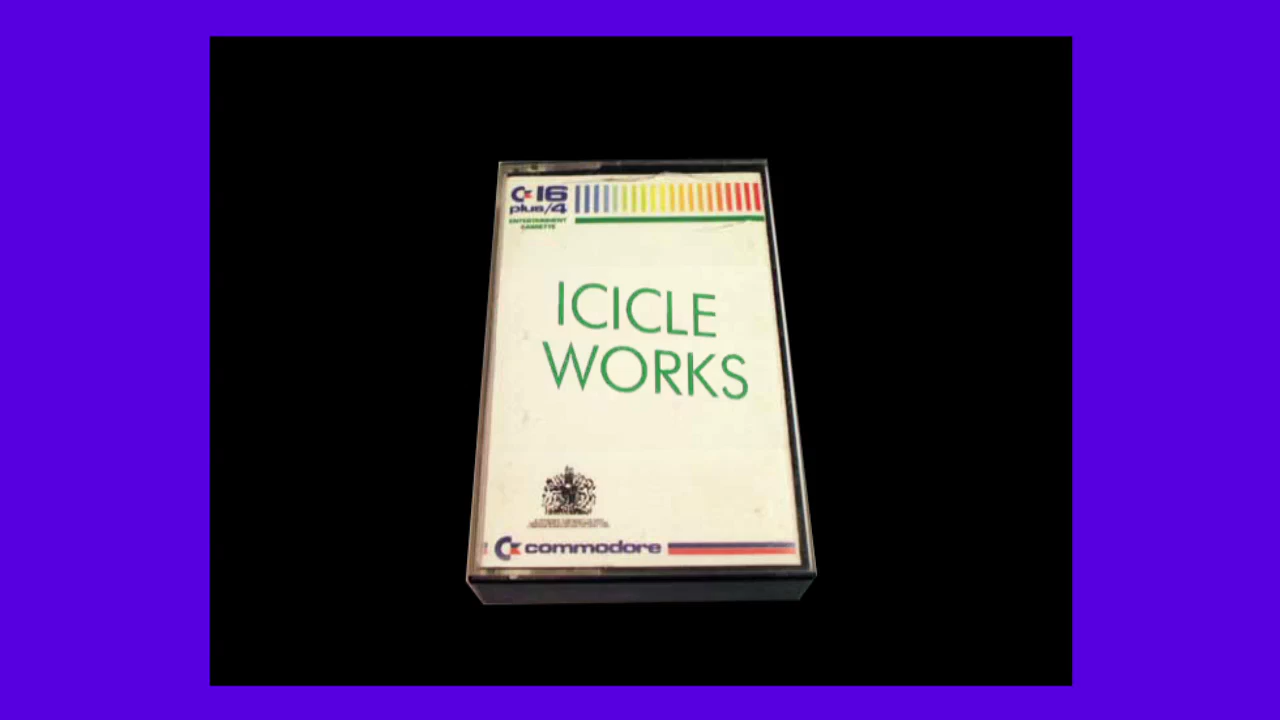 C16
plus/4
ENTERTAINMENT
CASSETTE
ICICLE
WORKS
commodore